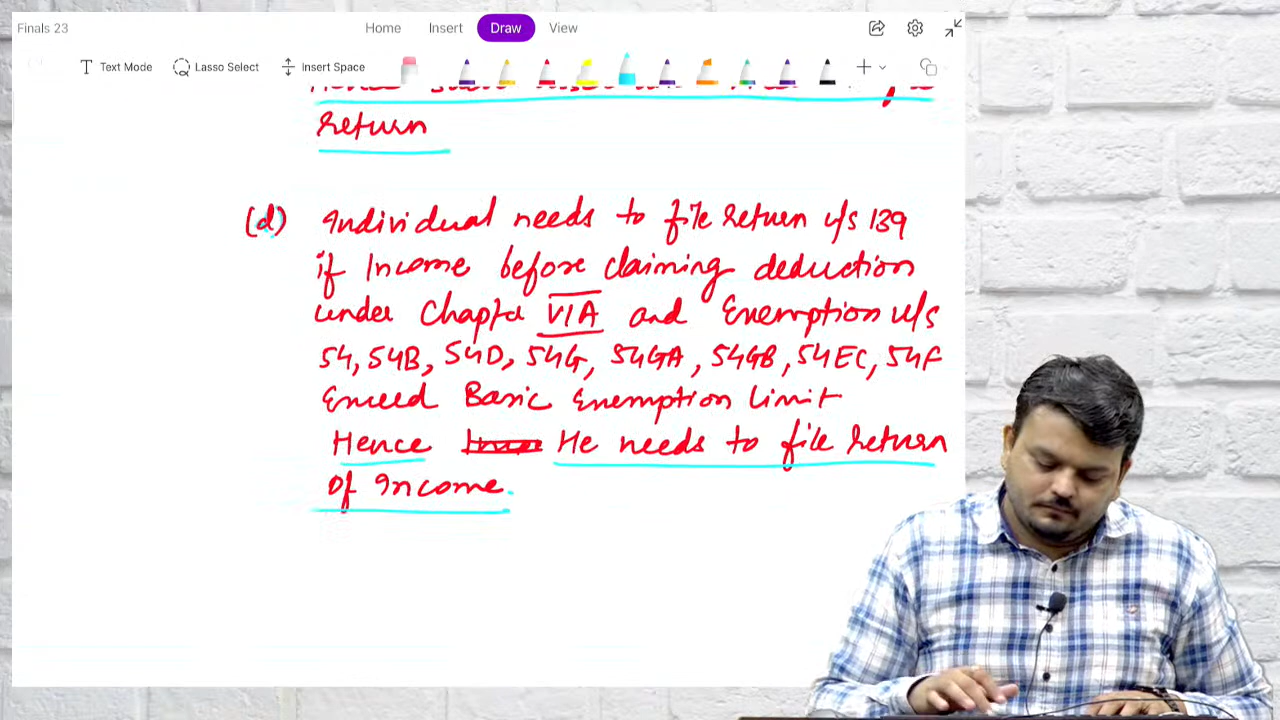 Finals 23
Home Insert Draw View
Text Mode Lasso Select Insert Space
Hence
return
(d) Individual needs to file return u/s 139
if Income before claiming deduction
under Chapter VIA and Exemption u/s
54, 54B, 54D, 54G, 54GA, 54GB, 54EC, 54F
Exceed Basic Exemption Limit
Hence He needs to file return
of Income.